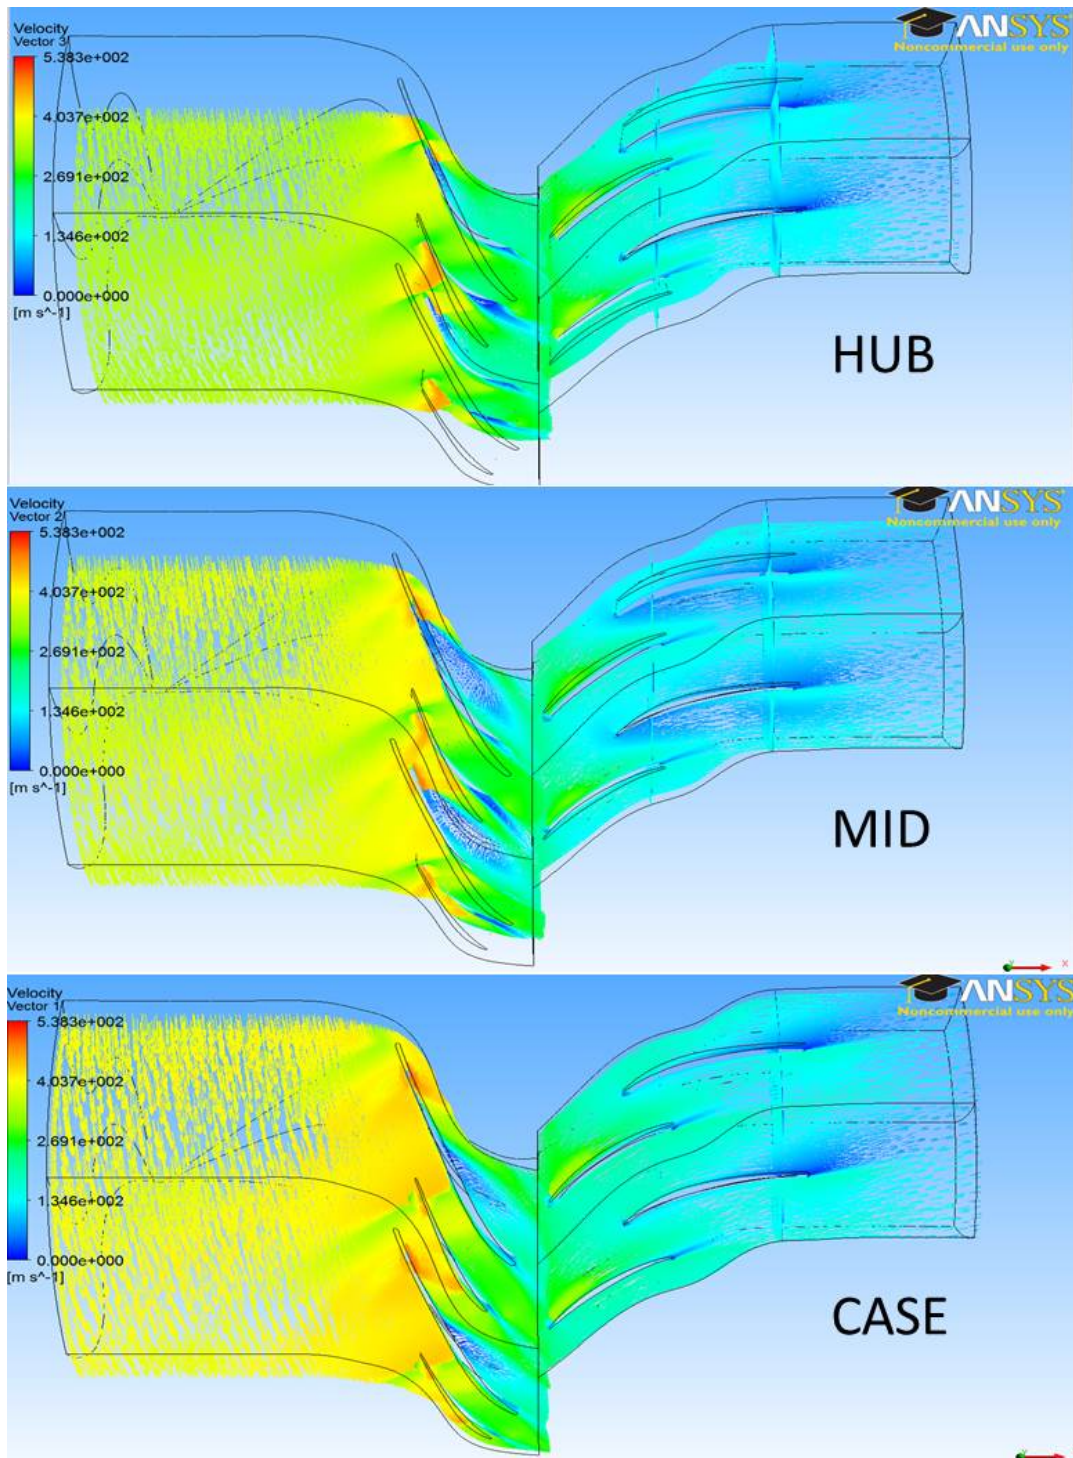 Velocity
Vector 3
5.383e+002
4.037e+002
2.691e+002
1.346e+002
0.000e+000
[m s^-1]
ANSYS
Noncommercial use only
HUB
Velocity
Vector 2
5.383e+002
4.037e+002
2.691e+002
1.346e+002
0.000e+000
[m s^-1]
ANSYS
Noncommercial use only
MID
Y
X
Velocity
Vector 1
5.383e+002
4.037e+002
2.691e+002
1.346e+002
0.000e+000
[m s^-1]
ANSYS
Noncommercial use only
CASE
Y